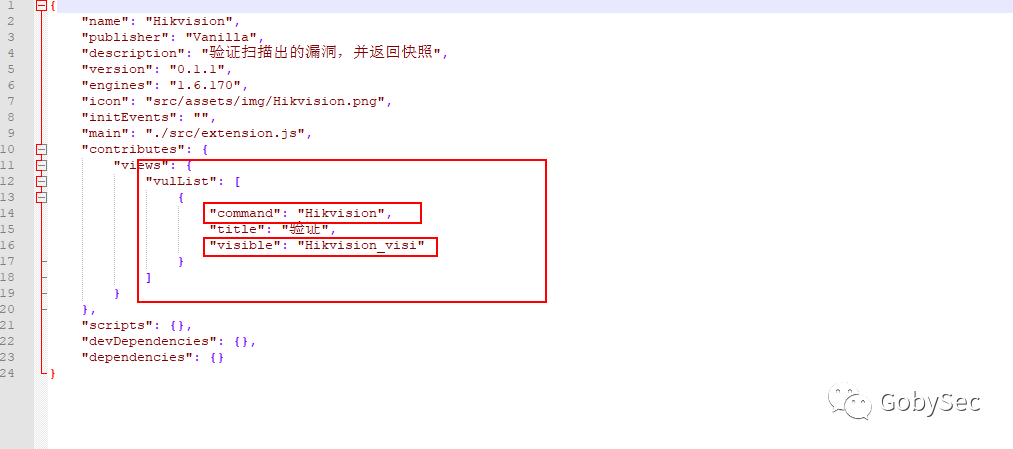 1 {
2 "name": "Hikvision",
3 "publisher": "Vanilla",
4 "description": "验证扫描出的漏洞，并返回快照",
5 "version": "0.1.1",
6 "engines": "1.6.170",
7 "icon": "src/assets/img/Hikvision.png",
8 "initEvents": "",
9 "main": "./src/extension.js",
10 "contributes": {
11 "views": {
12 "vulList": [
13 {
14 "command": "Hikvision",
15 "title": "验证",
16 "visible": "Hikvision_visi"
17 }
18 ]
19 }
20 },
21 "scripts": {},
22 "devDependencies": {},
23 "dependencies": {}
24 }
GobySec